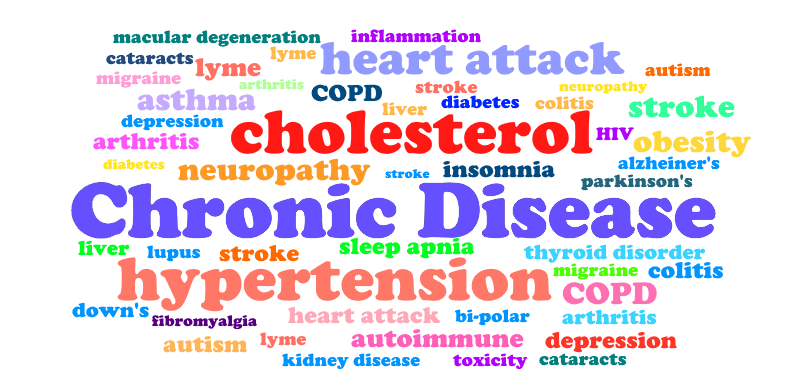 macular degeneration inflammation
cataracts lyme heart attack
migraine lyme arthritis COPD stroke neuropathy autism
asthma liver diabetes colitis stroke
depression cholesterol HIV
arthritis obesity
diabetes neuropathy stroke insomnia alzheimer's
parkinson's
Chronic Disease
liver lupus stroke sleep apnia thyroid disorder
hypertension migraine colitis
COPD
down's fibromyalgia heart attack bi-polar arthritis
autism lyme autoimmune depression
kidney disease toxicity cataracts